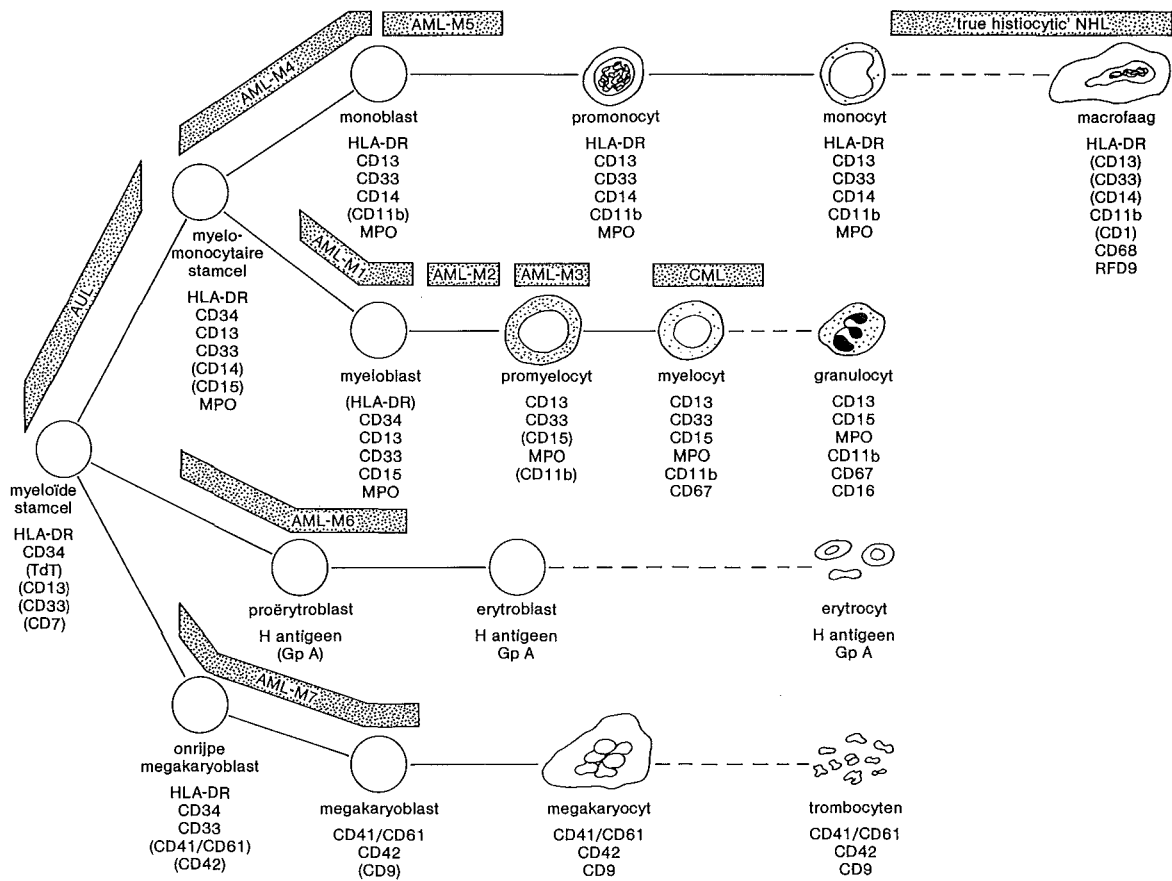 AML-M5
'true histiocytic' NHL
AML-M4
monoblast
HLA-DR
CD13
CD33
CD14
(CD11b)
MPO
promonocyt
HLA-DR
CD13
CD33
CD14
CD11b
MPO
monocyt
HLA-DR
CD13
CD33
CD14
CD11b
MPO
macrofaag
HLA-DR
(CD13)
(CD33)
(CD14)
CD11b
(CD1)
CD68
RFD9
AUL
myelo-
monocytaire
stamcel
HLA-DR
CD34
CD13
CD33
(CD14)
(CD15)
MPO
AML-M1
AML-M2
AML-M3
CML
myeloblast
(HLA-DR)
CD34
CD13
CD33
CD15
MPO
promyelocyt
CD13
CD33
(CD15)
MPO
(CD11b)
myelocyt
CD13
CD33
CD15
MPO
CD11b
CD67
granulocyt
CD13
CD15
MPO
CD11b
CD67
CD16
myeloïde
stamcel
HLA-DR
CD34
(TdT)
(CD13)
(CD33)
(CD7)
AML-M6
proërytroblast
H antigeen
(Gp A)
erytroblast
H antigeen
Gp A
erytrocyt
H antigeen
Gp A
AML-M7
onrijpe
megakaryoblast
HLA-DR
CD34
CD33
(CD41/CD61)
(CD42)
megakaryoblast
CD41/CD61
CD42
(CD9)
megakaryocyt
CD41/CD61
CD42
CD9
trombocyten
CD41/CD61
CD42
CD9